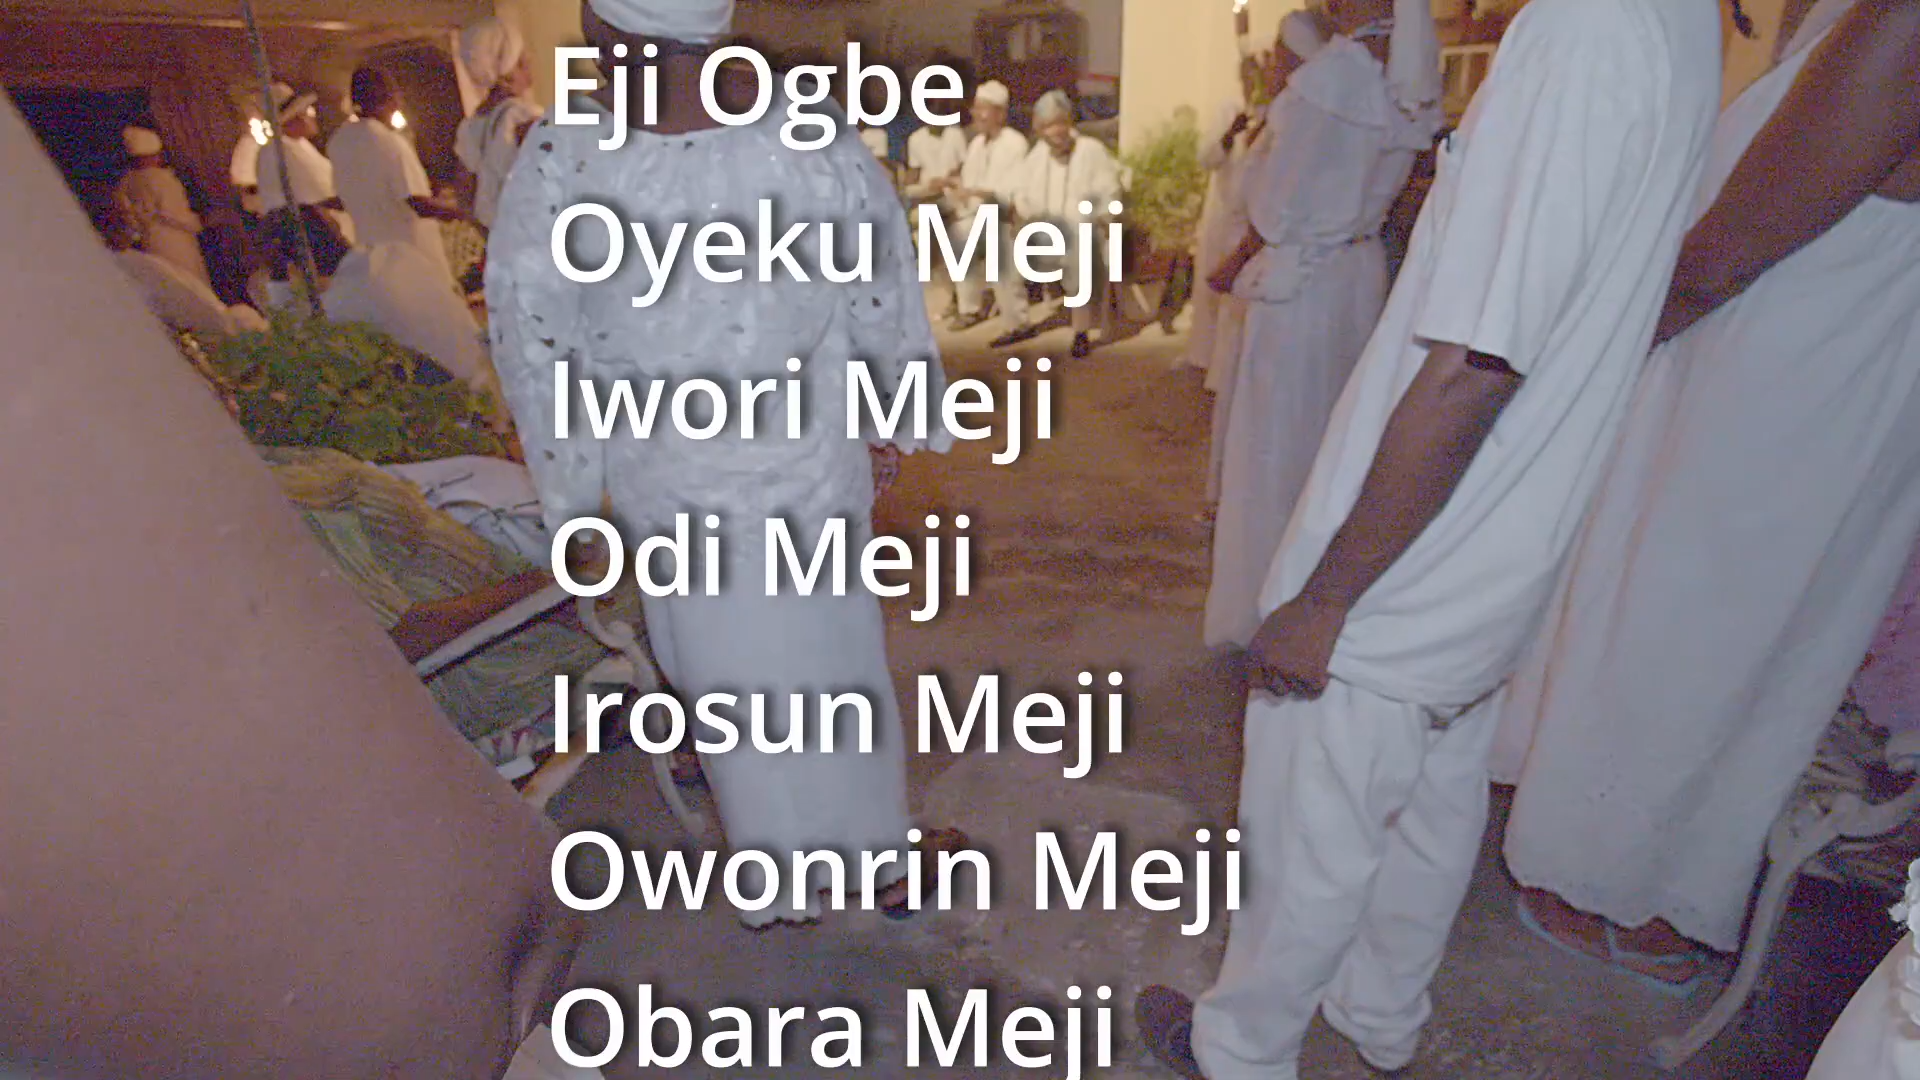 Eji Ogbe
Oyeku Meji
Iwori Meji
Odi Meji
Irosun Meji
Owonrin Meji
Obara Meji